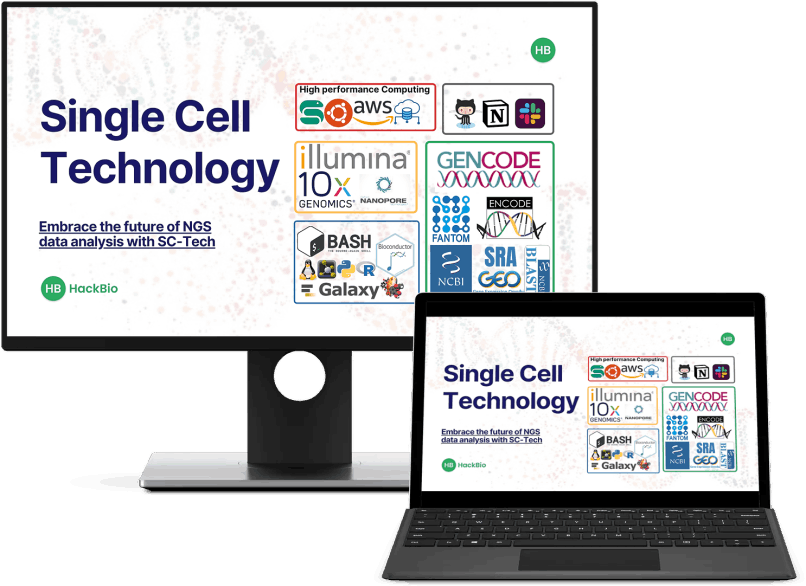 HB
Single Cell
Technology
Embrace the future of NGS
data analysis with SC-Tech
HB HackBio
High performance Computing
aws
N
illumina®
10x
GENOMICS®
NANOPORE
BASH
Bioconductor
R
Galaxy
GENCODE
FANTOM
ENCODE
NCBI
SRA
GEO
BLAST
NCBI
HB
Single Cell
Technology
Embrace the future of NGS
data analysis with SC-Tech
HB HackBio
High performance Computing
aws
N
illumina®
10x
GENOMICS®
NANOPORE
BASH
Bioconductor
R
Galaxy
GENCODE
FANTOM
ENCODE
NCBI
SRA
GEO
BLAST